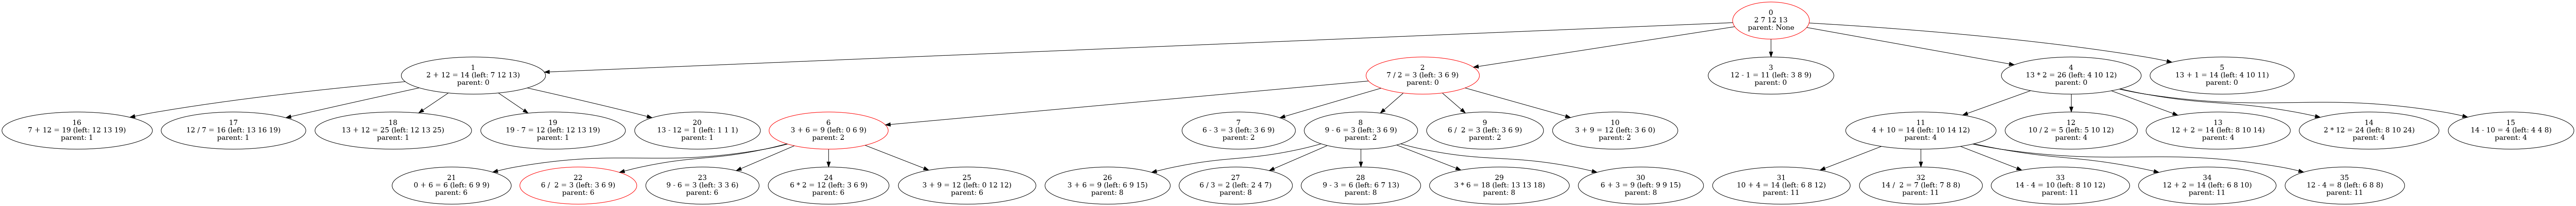 0
2 7 12 13
parent: None
1
2 + 12 = 14 (left: 7 12 13)
parent: 0
2
7 / 2 = 3 (left: 3 6 9)
parent: 0
3
12 - 1 = 11 (left: 3 8 9)
parent: 0
4
13 * 2 = 26 (left: 4 10 12)
parent: 0
5
13 + 1 = 14 (left: 4 10 11)
parent: 0
16
7 + 12 = 19 (left: 12 13 19)
parent: 1
17
12 / 7 = 16 (left: 13 16 19)
parent: 1
18
13 + 12 = 25 (left: 12 13 25)
parent: 1
19
19 - 7 = 12 (left: 12 13 19)
parent: 1
20
13 - 12 = 1 (left: 1 1 1)
parent: 1
6
3 + 6 = 9 (left: 0 6 9)
parent: 2
7
6 - 3 = 3 (left: 3 6 9)
parent: 2
8
9 - 6 = 3 (left: 3 6 9)
parent: 2
9
6 / 2 = 3 (left: 3 6 9)
parent: 2
10
3 + 9 = 12 (left: 3 6 0)
parent: 2
11
4 + 10 = 14 (left: 10 14 12)
parent: 4
12
10 / 2 = 5 (left: 5 10 12)
parent: 4
13
12 + 2 = 14 (left: 8 10 14)
parent: 4
14
2 * 12 = 24 (left: 8 10 24)
parent: 4
15
14 - 10 = 4 (left: 4 4 8)
parent: 4
21
0 + 6 = 6 (left: 6 9 9)
parent: 6
22
6 / 2 = 3 (left: 3 6 9)
parent: 6
23
9 - 6 = 3 (left: 3 3 6)
parent: 6
24
6 * 2 = 12 (left: 3 6 9)
parent: 6
25
3 + 9 = 12 (left: 0 12 12)
parent: 6
26
3 + 6 = 9 (left: 6 9 15)
parent: 8
27
6 / 3 = 2 (left: 2 4 7)
parent: 8
28
9 - 3 = 6 (left: 6 7 13)
parent: 8
29
3 * 6 = 18 (left: 13 13 18)
parent: 8
30
6 + 3 = 9 (left: 9 9 15)
parent: 8
31
10 + 4 = 14 (left: 6 8 12)
parent: 11
32
14 / 2 = 7 (left: 7 8 8)
parent: 11
33
14 - 4 = 10 (left: 8 10 12)
parent: 11
34
12 + 2 = 14 (left: 6 8 10)
parent: 11
35
12 - 4 = 8 (left: 6 8 8)
parent: 11